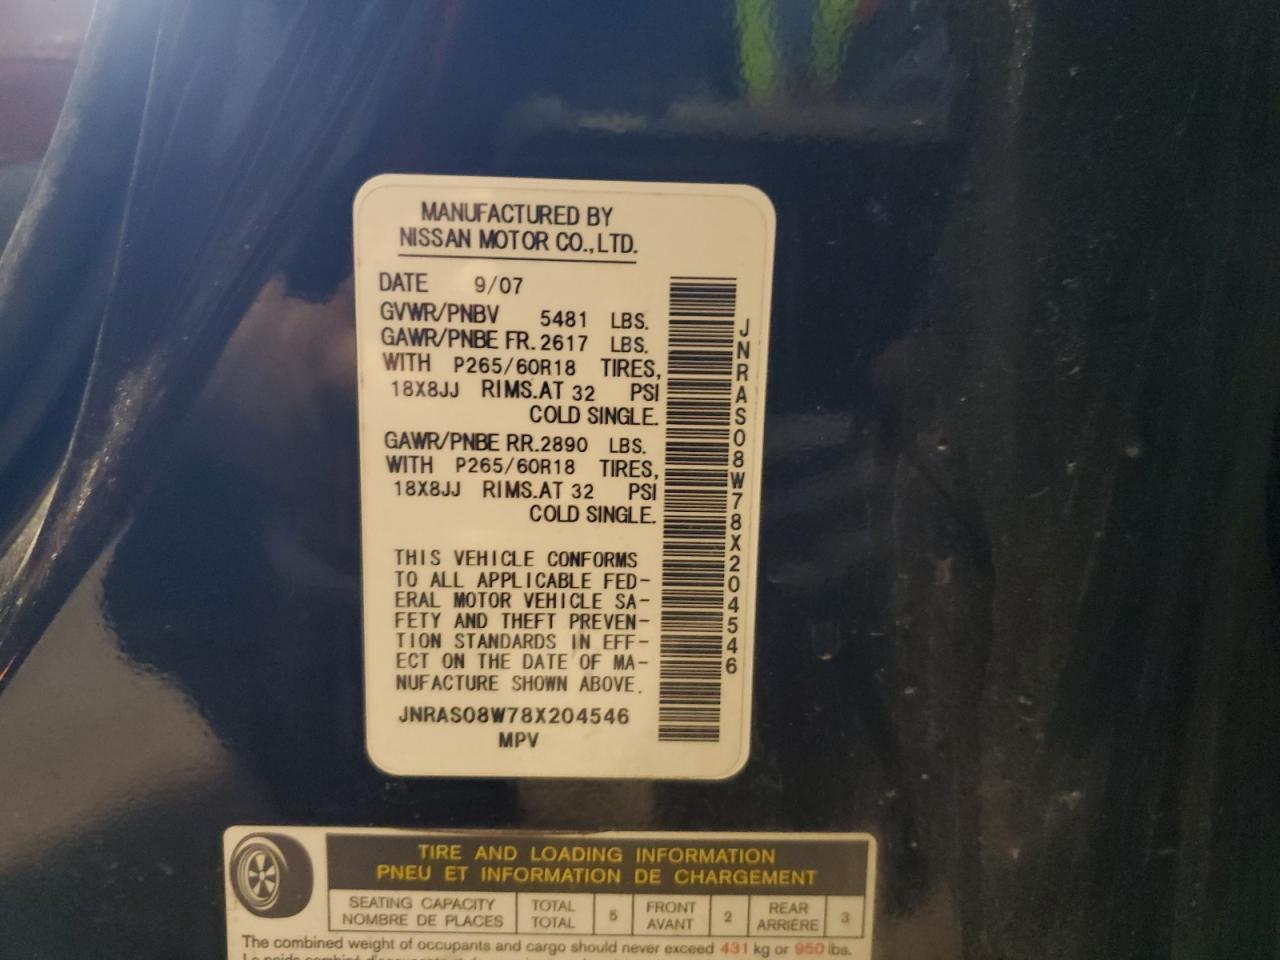 MANUFACTURED BY
NISSAN MOTOR CO.,LTD.
DATE 9/07
GVWR/PNBV 5481 LBS.
GAWR/PNBE FR. 2617 LBS.
WITH P265/60R18 TIRES,
18X8JJ RIMS.AT 32 PSI
COLD SINGLE.
GAWR/PNBE RR. 2890 LBS.
WITH P265/60R18 TIRES,
18X8JJ RIMS.AT 32 PSI
COLD SINGLE.
THIS VEHICLE CONFORMS
TO ALL APPLICABLE FED-
ERAL MOTOR VEHICLE SA-
FETY AND THEFT PREVEN-
TION STANDARDS IN EFF-
ECT ON THE DATE OF MA-
NUFACTURE SHOWN ABOVE.
JNRAS08W78X204546
MPV
JNRAS08W78X204546
TIRE AND LOADING INFORMATION
PNEU ET INFORMATION DE CHARGEMENT
SEATING CAPACITY TOTAL 5 FRONT 2 REAR 3
NOMBRE DE PLACES TOTAL AVANT ARRIÈRE
The combined weight of occupants and cargo should never exceed 431 kg or 950 lbs.